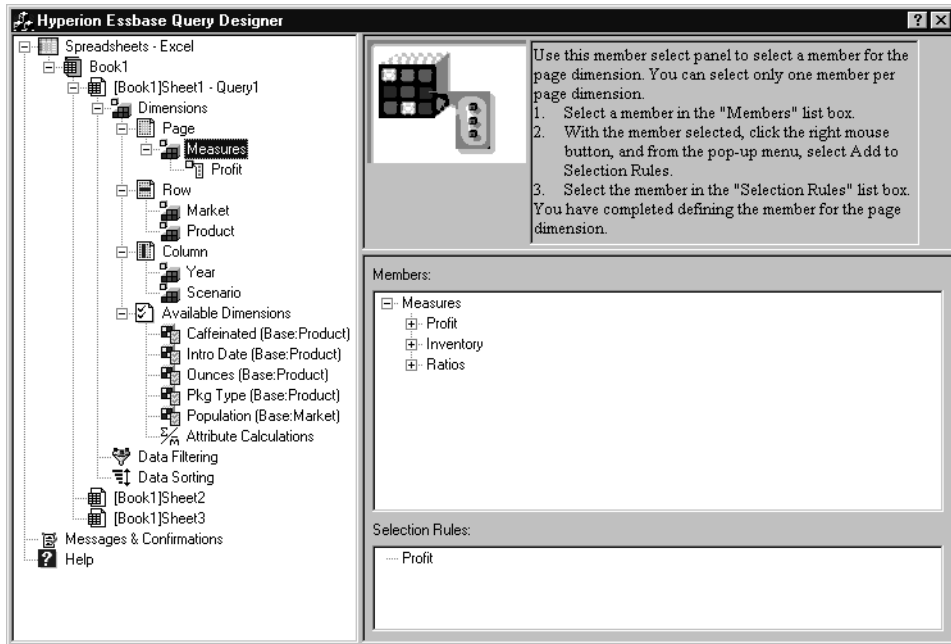 Hyperion Essbase Query Designer
Spreadsheets - Excel
Book1
[Book1]Sheet1 - Query1
Dimensions
Page
Measures
Profit
Row
Market
Product
Column
Year
Scenario
Available Dimensions
Caffeinated (Base:Product)
Intro Date (Base:Product)
Ounces (Base:Product)
Pkg Type (Base:Product)
Population (Base:Market)
Attribute Calculations
Data Filtering
Data Sorting
[Book1]Sheet2
[Book1]Sheet3
Messages & Confirmations
Help
Use this member select panel to select a member for the
page dimension. You can select only one member per
page dimension.
1. Select a member in the "Members" list box.
2. With the member selected, click the right mouse
button, and from the pop-up menu, select Add to
Selection Rules.
3. Select the member in the "Selection Rules" list box.
You have completed defining the member for the page
dimension.
Members:
Measures
Profit
Inventory
Ratios
Selection Rules:
Profit